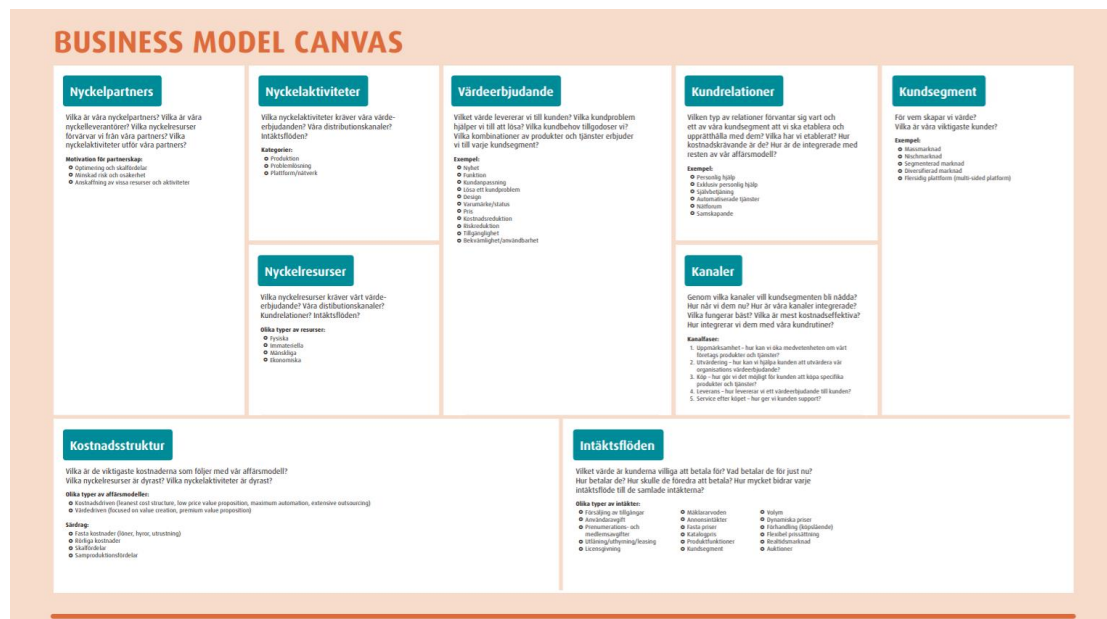 BUSINESS MODEL CANVAS
Nyckelpartners
Vilka är våra nyckelpartners? Vilka är våra
nyckelleverantörer? Vilka nyckelresurser
förvärvar vi från våra partners? Vilka
nyckelaktiviteter utför våra partners?
Motivation för partnerskap:
Optimering och skalfördelar
Minskad risk och osäkerhet
Anskaffning av vissa resurser och aktiviteter
Nyckelaktiviteter
Vilka nyckelaktiviteter kräver våra värde-
erbjudanden? Våra distributionskanaler?
Intäktsflöden?
Kategorier:
Produktion
Problemlösning
Plattform/nätverk
Nyckelresurser
Vilka nyckelresurser kräver vårt värde-
erbjudande? Våra distibutionskanaler?
Kundrelationer? Intäktsflöden?
Olika typer av resurser:
Fysiska
Immateriella
Mänskliga
Ekonomiska
Värdeerbjudande
Vilket värde levererar vi till kunden? Vilka kundproblem
hjälper vi till att lösa? Vilka kundbehov tillgodoser vi?
Vilka kombinationer av produkter och tjänster erbjuder
vi till varje kundsegment?
Exempel:
Nyhet
Funktion
Kundanpassning
Lösa ett kundproblem
Design
Varumärke/status
Pris
Kostnadsreduktion
Riskreduktion
Tillgänglighet
Bekvämlighet/användbarhet
Kundrelationer
Vilken typ av relationer förvantar sig vart och
ett av våra kundsegment att vi ska etablera och
upprätthålla med dem? Vilka har vi etablerat? Hur
kostnadskrävande är de? Hur är de integrerade med
resten av vår affärsmodell?
Exempel:
Personlig hjälp
Exklusiv personlig hjälp
Självbetjäning
Automatiserade tjänster
Nätforum
Samskapande
Kanaler
Genom vilka kanaler vill kundsegmenten bli nådda?
Hur når vi dem nu? Hur är våra kanaler integrerade?
Vilka fungerar bäst? Vilka är mest kostnadseffektiva?
Hur integrerar vi dem med våra kundrutiner?
Kanalfaser:
1. Uppmärksamhet – hur kan vi öka medvetenheten om vårt
företags produkter och tjänster?
2. Utvärdering – hur kan vi hjälpa kunden att utvärdera vår
organisations värdeerbjudande?
3. Köp – hur gör vi det möjligt för kunden att köpa specifika
produkter och tjänster?
4. Leverans – hur levererar vi ett värdeerbjudande till kunden?
5. Service efter köpet – hur ger vi kunden support?
Kundsegment
För vem skapar vi värde?
Vilka är våra viktigaste kunder?
Exempel:
Massmarknad
Nischmarknad
Segmenterad marknad
Diversifierad marknad
Flersidig plattform (multi-sided platform)
Kostnadsstruktur
Vilka är de viktigaste kostnaderna som följer med vår affärsmodell?
Vilka nyckelresurser är dyrast? Vilka nyckelaktiviteter är dyrast?
Olika typer av affärsmodeller:
Kostnadsdriven (leanest cost structure, low price value proposition, maximum automation, extensive outsourcing)
Värdedriven (focused on value creation, premium value proposition)
Särdrag:
Fasta kostnader (löner, hyror, utrustning)
Rörliga kostnader
Skalfördelar
Samproduktionsfördelar
Intäktsflöden
Vilket värde är kunderna villiga att betala för? Vad betalar de för just nu?
Hur betalar de? Hur skulle de föredra att betala? Hur mycket bidrar varje
intäktsflöde till de samlade intäkterna?
Olika typer av intäkter:
Försäljing av tillgångar
Användaravgift
Prenumerations- och
medlemsavgifter
Utlåning/uthyrning/leasing
Licensgivning
Mäklararvoden
Annonsintäkter
Fasta priser
Katalogpris
Produktfunktioner
Kundsegment
Volym
Dynamiska priser
Förhandling (köpslående)
Flexibel prissättning
Realtidsmarknad
Auktioner